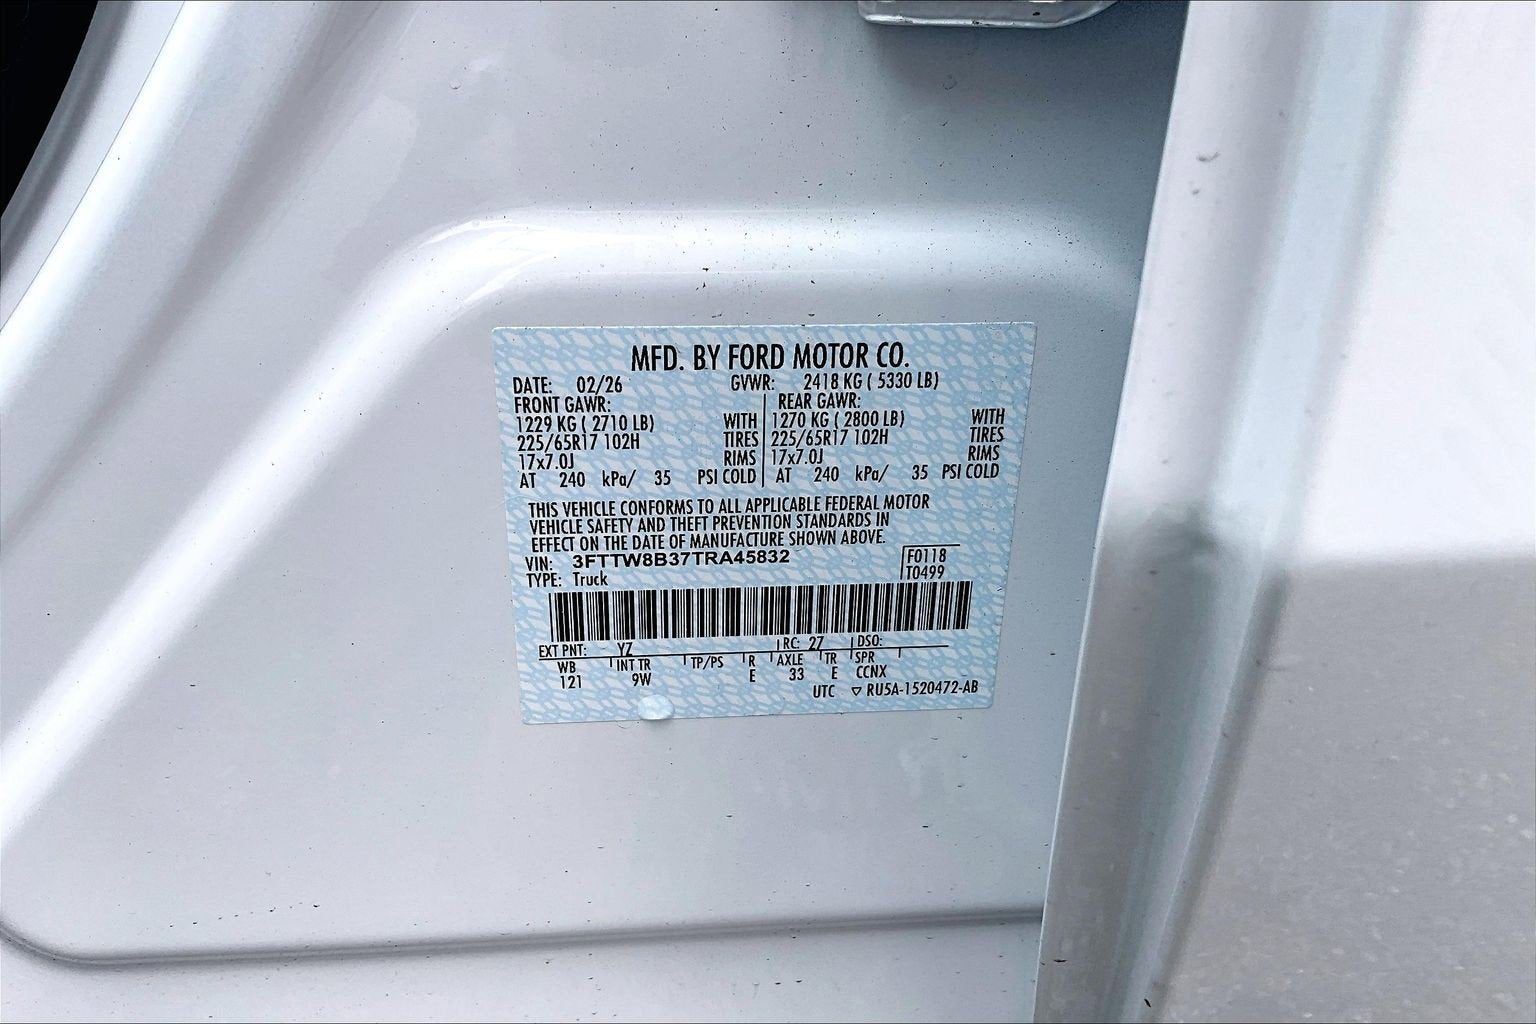 MFD. BY FORD MOTOR CO.
DATE: 02/26 GVWR: 2418 KG ( 5330 LB)
FRONT GAWR: REAR GAWR:
1229 KG ( 2710 LB) WITH 1270 KG ( 2800 LB) WITH
225/65R17 102H TIRES 225/65R17 102H TIRES
17x7.0J RIMS 17x7.0J RIMS
AT 240 kPa/ 35 PSI COLD AT 240 kPa/ 35 PSI COLD
THIS VEHICLE CONFORMS TO ALL APPLICABLE FEDERAL MOTOR
VEHICLE SAFETY AND THEFT PREVENTION STANDARDS IN
EFFECT ON THE DATE OF MANUFACTURE SHOWN ABOVE.
VIN: 3FTTW8B37TRA45832 F0118
TYPE: Truck T0499
EXT PNT: YZ RC: 27 DSO:
WB INT TR TP/PS R AXLE TR SPR
121 9W E 33 E CCNX
UTC ▽ RU5A-1520472-AB